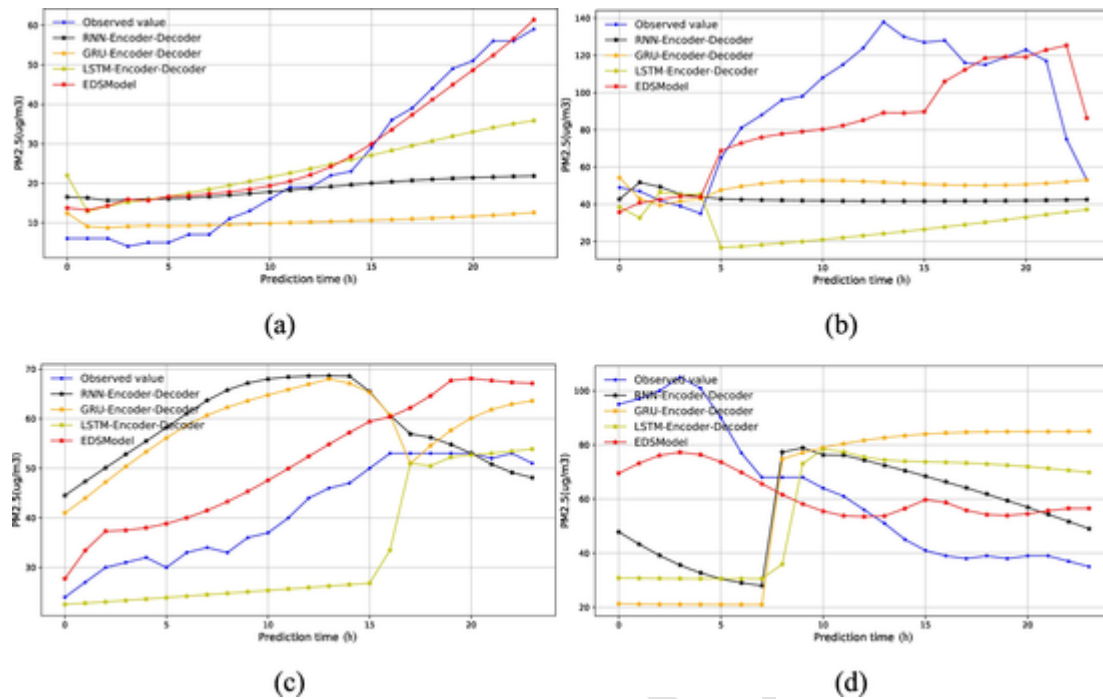 60
50
40
30
20
10
PM2.5(ug/m3)
Observed value
RNN-Encoder-Decoder
GRU-Encoder-Decoder
LSTM-Encoder-Decoder
EDSModel
0 5 10 15 20
Prediction time (h)
(a)
140
120
100
80
60
40
20
PM2.5(ug/m3)
Observed value
RNN-Encoder-Decoder
GRU-Encoder-Decoder
LSTM-Encoder-Decoder
EDSModel
0 5 10 15 20
Prediction time (h)
(b)
70
60
50
40
30
PM2.5(ug/m3)
Observed value
RNN-Encoder-Decoder
GRU-Encoder-Decoder
LSTM-Encoder-Decoder
EDSModel
0 5 10 15 20
Prediction time (h)
(c)
100
80
60
40
20
PM2.5(ug/m3)
Observed value
RNN-Encoder-Decoder
GRU-Encoder-Decoder
LSTM-Encoder-Decoder
EDSModel
0 5 10 15 20
Prediction time (h)
(d)